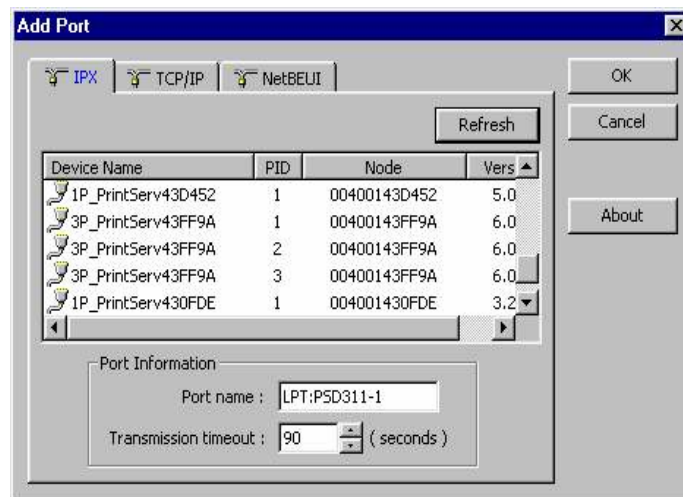 Add Port
IPX TCP/IP NetBEUI
OK
Refresh
Cancel
Device Name PID Node Vers
1P_PrintServ43D452 1 00400143D452 5.0
3P_PrintServ43FF9A 1 00400143FF9A 6.0
3P_PrintServ43FF9A 2 00400143FF9A 6.0
3P_PrintServ43FF9A 3 00400143FF9A 6.0
1P_PrintServ430FDE 1 004001430FDE 3.2
About
Port Information
Port name : LPT:PSD311-1
Transmission timeout : 90 ( seconds )